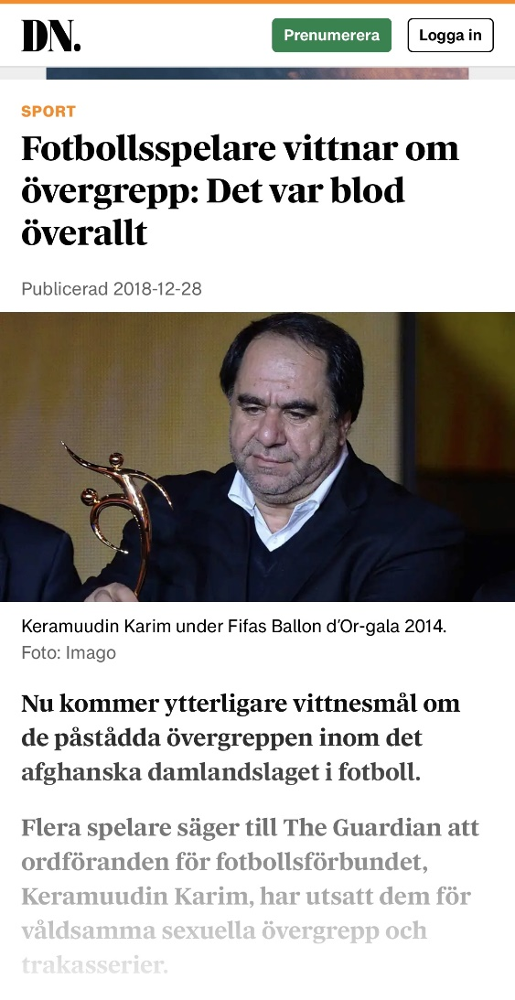 DN.
Prenumerera
Logga in
SPORT
Fotbollsspelare vittnar om
övergrepp: Det var blod
överallt
Publicerad 2018-12-28
Keramuudin Karim under Fifas Ballon d’Or-gala 2014.
Foto: Imago
Nu kommer ytterligare vittnesmål om
de påstådda övergreppen inom det
afghanska damlandslaget i fotboll.
Flera spelare säger till The Guardian att
ordföranden för fotbollsförbundet,
Keramuudin Karim, har utsatt dem för
våldsamma sexuella övergrepp och
trakasserier.